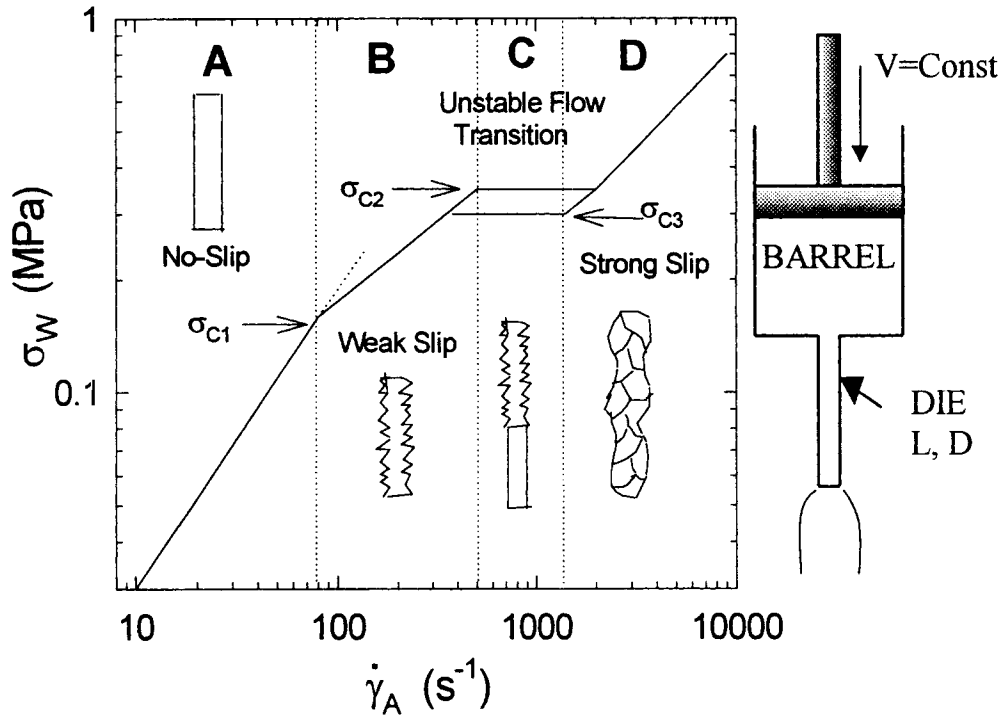 1
A
B
C
D
V=Const
Unstable Flow
Transition
σC2
σC3
BARREL
No-Slip
Strong Slip
σC1
Weak Slip
σW (MPa)
0.1
DIE
L, D
10
100
1000
10000
γ̇A (s⁻¹)